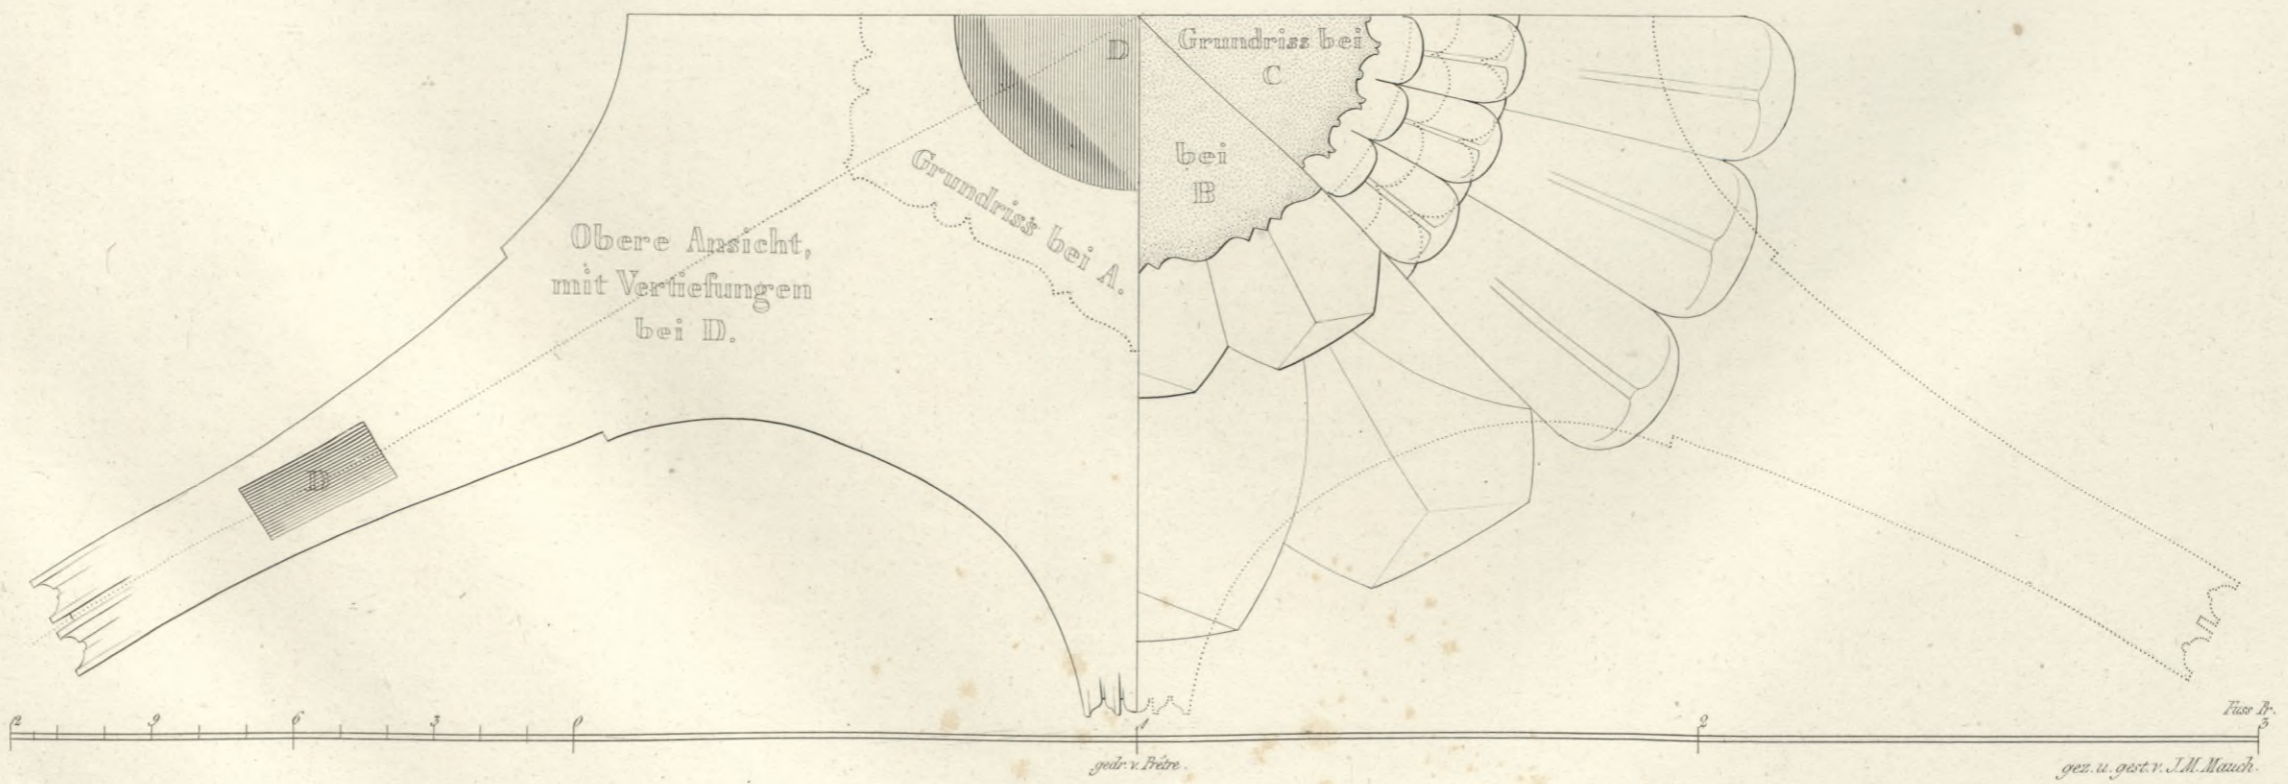 D
Grundriss bei
C
bei
B
Grundriss bei A.
Obere Ansicht,
mit Vertiefungen
bei D.
D
12 9 6 3 0 1 2 3
Fuss Pr.
gedr. v. Prêtre.
gez. u. gest. v. J. M. Mauch.